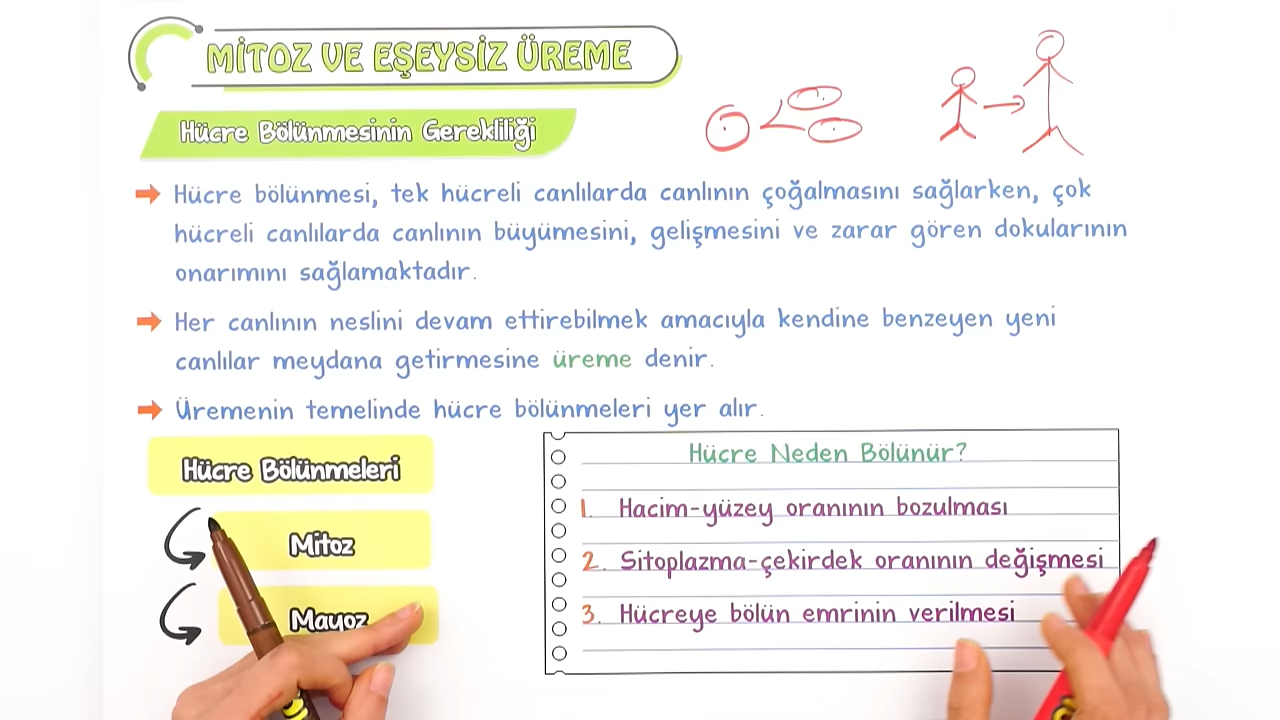 MİTOZ VE EŞEYSİZ ÜREME
Hücre Bölünmesinin Gerekliliği
Hücre bölünmesi, tek hücreli canlılarda canlının çoğalmasını sağlarken, çok
hücreli canlılarda canlının büyümesini, gelişmesini ve zarar gören dokularının
onarımını sağlamaktadır.
Her canlının neslini devam ettirebilmek amacıyla kendine benzeyen yeni
canlılar meydana getirmesine üreme denir.
Üremenin temelinde hücre bölünmeleri yer alır.
Hücre Bölünmeleri
Mitoz
Mayoz
Hücre Neden Bölünür?
1. Hacim-yüzey oranının bozulması
2. Sitoplazma-çekirdek oranının değişmesi
3. Hücreye bölün emrinin verilmesi